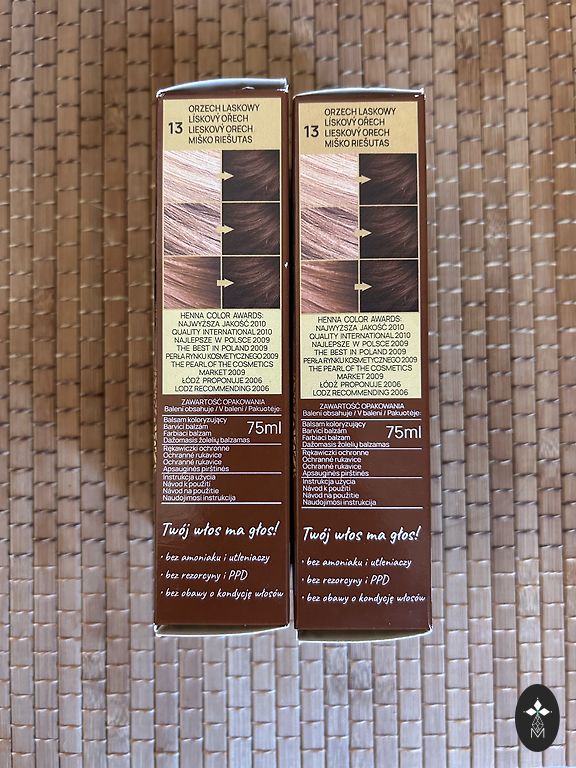 13
ORZECH LASKOWY
LÍSKOVÝ OŘECH
LIESKOVÝ ORECH
MIŠKO RIEŠUTAS
HENNA COLOR AWARDS:
NAJWYŻSZA JAKOŚĆ 2010
QUALITY INTERNATIONAL 2010
NAJLEPSZE W POLSCE 2009
THE BEST IN POLAND 2009
PERŁA RYNKU KOSMETYCZNEGO 2009
THE PEARL OF THE COSMETICS
MARKET 2009
ŁÓDŹ PROPONUJE 2006
LODZ RECOMMENDING 2006
ZAWARTOŚĆ OPAKOWANIA
Balení obsahuje / V balení / Pakuotėje:
Balsam koloryzujący
Barvicí balzám
Farbiaci balzam
Dažomasis žolelių balzamas
75ml
Rękawiczki ochronne
Ochranné rukavice
Ochranné rukavice
Apsauginės pirštinės
Instrukcja użycia
Návod k použití
Návod na použitie
Naudojimosi instrukcija
Twój włos ma głos!
· bez amoniaku i utleniaczy
· bez rezorcyny i PPD
· bez obawy o kondycję włosów
13
ORZECH LASKOWY
LÍSKOVÝ OŘECH
LIESKOVÝ ORECH
MIŠKO RIEŠUTAS
HENNA COLOR AWARDS:
NAJWYŻSZA JAKOŚĆ 2010
QUALITY INTERNATIONAL 2010
NAJLEPSZE W POLSCE 2009
THE BEST IN POLAND 2009
PERŁA RYNKU KOSMETYCZNEGO 2009
THE PEARL OF THE COSMETICS
MARKET 2009
ŁÓDŹ PROPONUJE 2006
LODZ RECOMMENDING 2006
ZAWARTOŚĆ OPAKOWANIA
Balení obsahuje / V balení / Pakuotėje:
Balsam koloryzujący
Barvicí balzám
Farbiaci balzam
Dažomasis žolelių balzamas
75ml
Rękawiczki ochronne
Ochranné rukavice
Ochranné rukavice
Apsauginės pirštinės
Instrukcja użycia
Návod k použití
Návod na použitie
Naudojimosi instrukcija
Twój włos ma głos!
· bez amoniaku i utleniaczy
· bez rezorcyny i PPD
· bez obawy o kondycję włosów